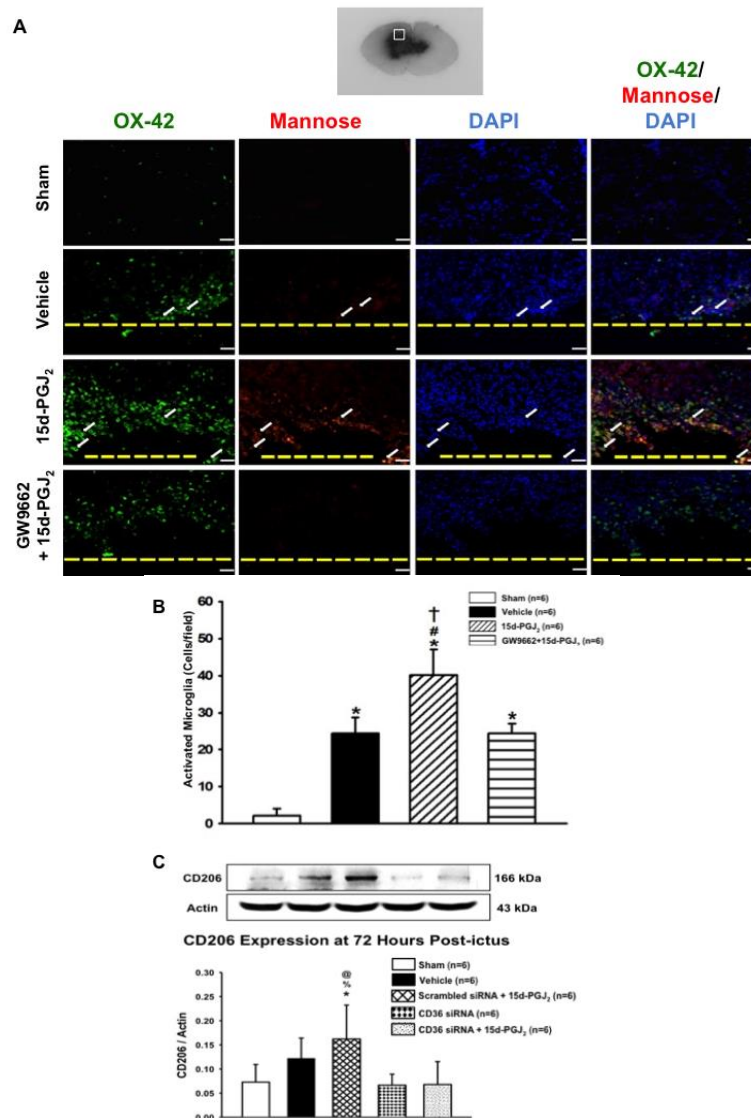 A
OX-42/
Mannose/
DAPI
OX-42 Mannose DAPI
Sham
Vehicle
15d-PGJ₂
GW9662
+ 15d-PGJ₂
B
Activated Microglia (Cells/field)
60
50
40
30
20
10
0
Sham (n=6)
Vehicle (n=6)
15d-PGJ₂ (n=6)
GW9662+15d-PGJ₂ (n=6)
*
†
#
*
*
C
CD206 166 kDa
Actin 43 kDa
CD206 Expression at 72 Hours Post-ictus
CD206 / Actin
0.30
0.25
0.20
0.15
0.10
0.05
0.00
Sham (n=6)
Vehicle (n=6)
Scrambled siRNA + 15d-PGJ₂ (n=6)
CD36 siRNA (n=6)
CD36 siRNA + 15d-PGJ₂ (n=6)
@
%
*